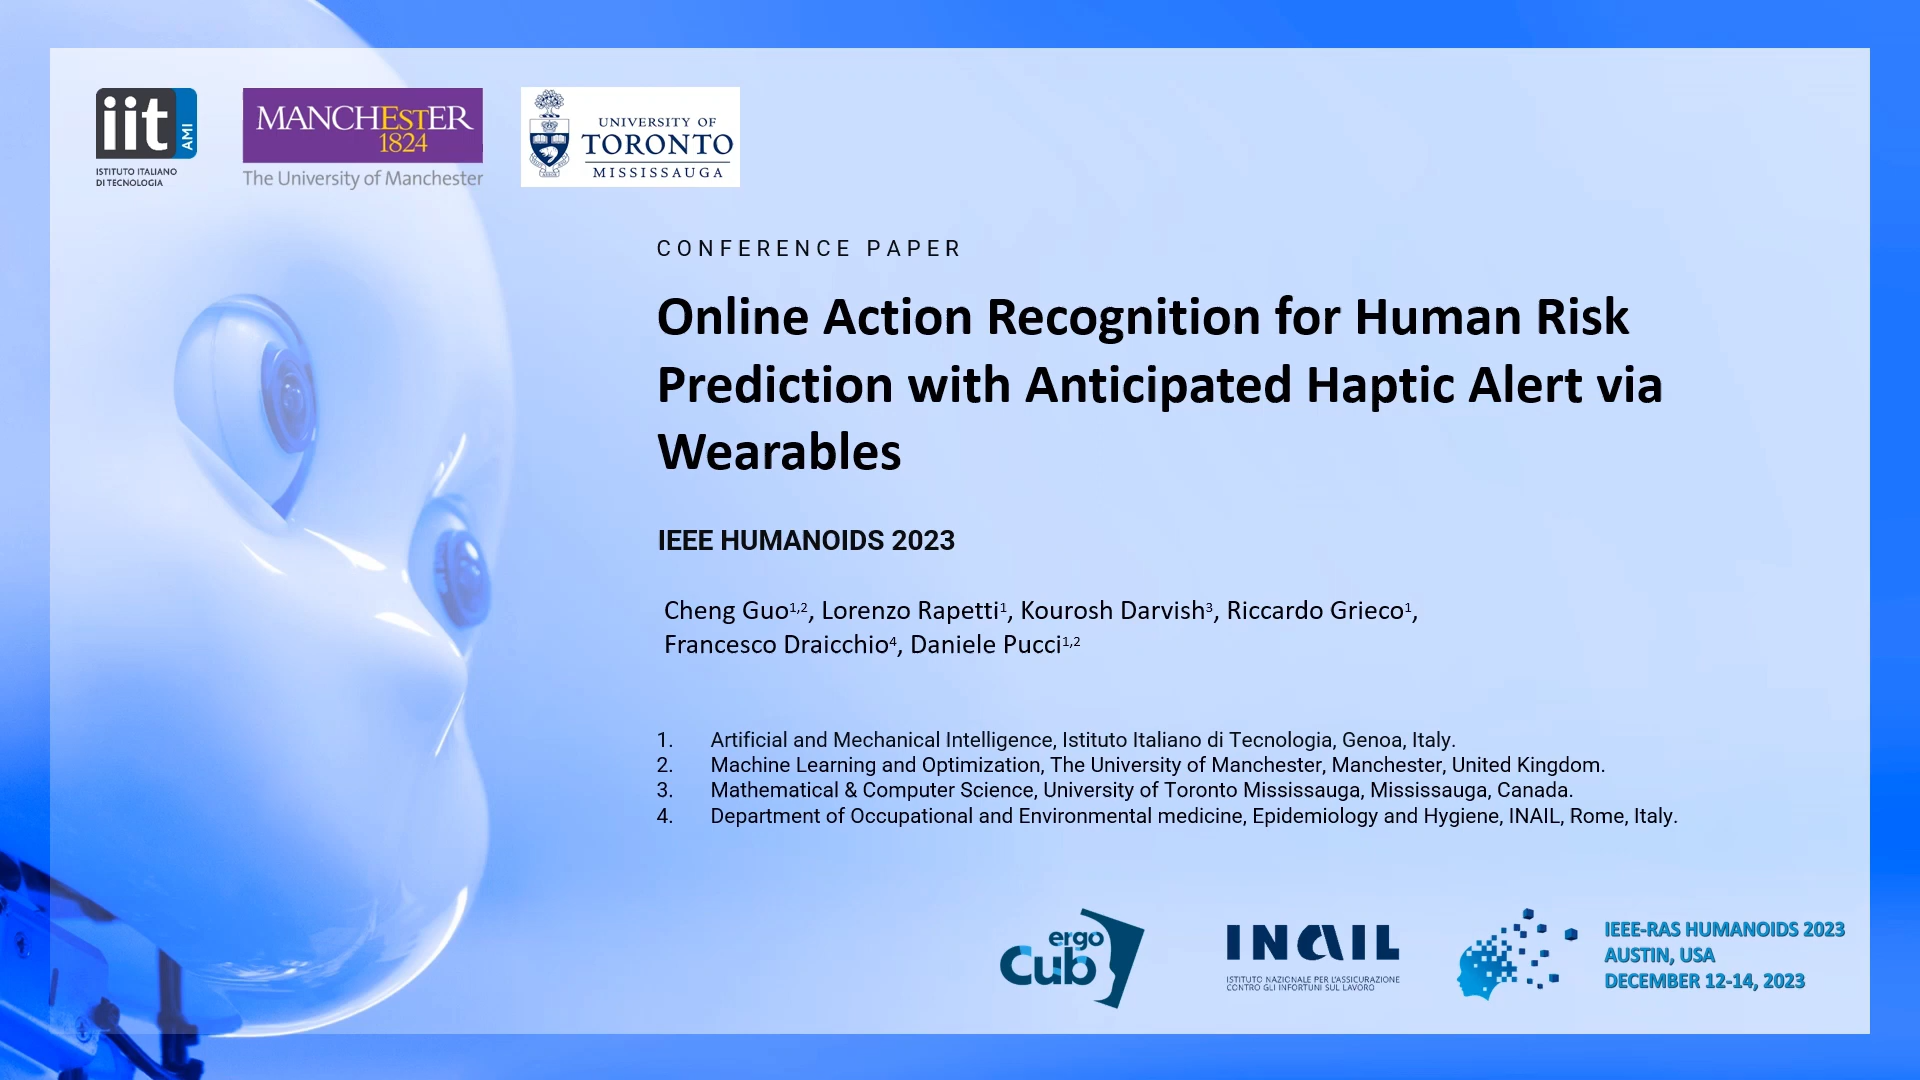 iit
AMI
ISTITUTO ITALIANO
DI TECNOLOGIA
MANCHESTER
1824
The University of Manchester
UNIVERSITY OF
TORONTO
MISSISSAUGA
CONFERENCE PAPER
Online Action Recognition for Human Risk
Prediction with Anticipated Haptic Alert via
Wearables
IEEE HUMANOIDS 2023
Cheng Guo1,2, Lorenzo Rapetti1, Kourosh Darvish3, Riccardo Grieco1,
Francesco Draicchio4, Daniele Pucci1,2
1. Artificial and Mechanical Intelligence, Istituto Italiano di Tecnologia, Genoa, Italy.
2. Machine Learning and Optimization, The University of Manchester, Manchester, United Kingdom.
3. Mathematical & Computer Science, University of Toronto Mississauga, Mississauga, Canada.
4. Department of Occupational and Environmental medicine, Epidemiology and Hygiene, INAIL, Rome, Italy.
ergo
Cub
INAIL
ISTITUTO NAZIONALE PER L'ASSICURAZIONE
CONTRO GLI INFORTUNI SUL LAVORO
IEEE-RAS HUMANOIDS 2023
AUSTIN, USA
DECEMBER 12-14, 2023